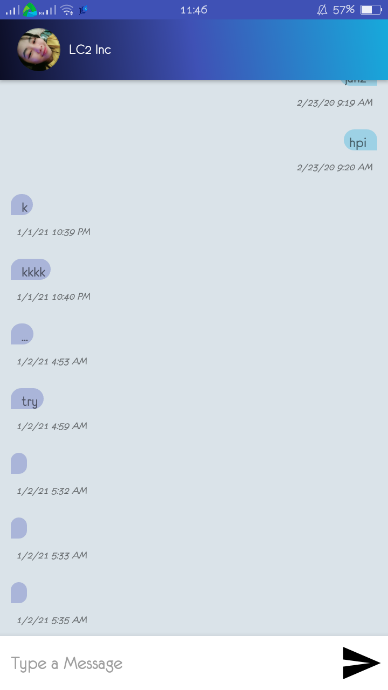 11:46
57%
LC2 Inc
2/23/20 9:19 AM
hpi
2/23/20 9:20 AM
k
1/1/21 10:39 PM
kkkk
1/1/21 10:40 PM
...
1/2/21 4:53 AM
try
1/2/21 4:59 AM
1/2/21 5:32 AM
1/2/21 5:33 AM
1/2/21 5:35 AM
Type a Message